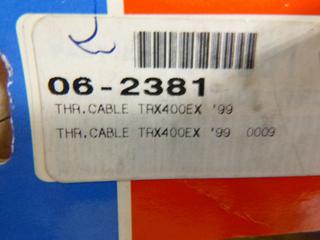 06-2381
THR.CABLE TRX400EX '99
THR.CABLE TRX400EX '99 0009